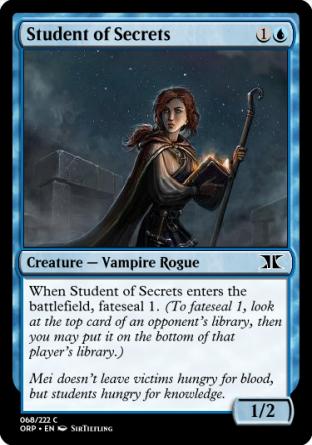 Student of Secrets 1
Creature — Vampire Rogue
When Student of Secrets enters the
battlefield, fateseal 1. (To fateseal 1, look
at the top card of an opponent's library, then
you may put it on the bottom of that
player's library.)
Mei doesn't leave victims hungry for blood,
but students hungry for knowledge.
1/2
068/222 C
ORP • EN SirTiefling